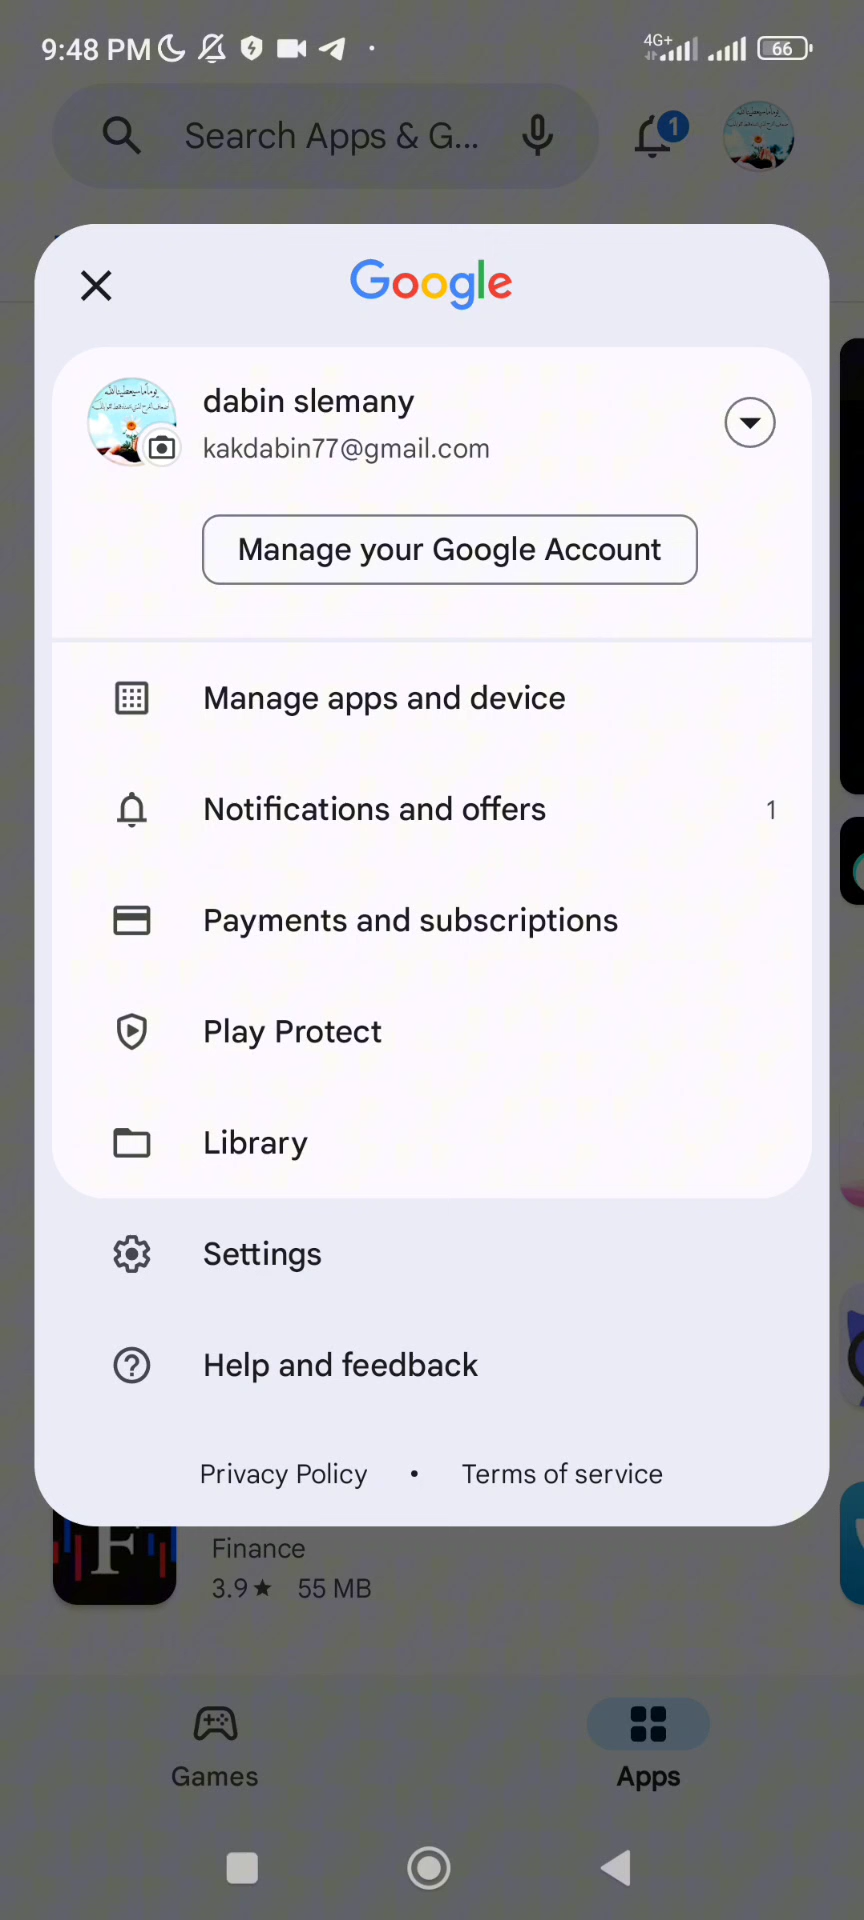 9:48 PM
4G+
66
Search Apps & G...
1
Google
dabin slemany
kakdabin77@gmail.com
Manage your Google Account
Manage apps and device
Notifications and offers 1
Payments and subscriptions
Play Protect
Library
Settings
Help and feedback
Privacy Policy • Terms of service
F
Finance
3.9★ 55 MB
Games
Apps